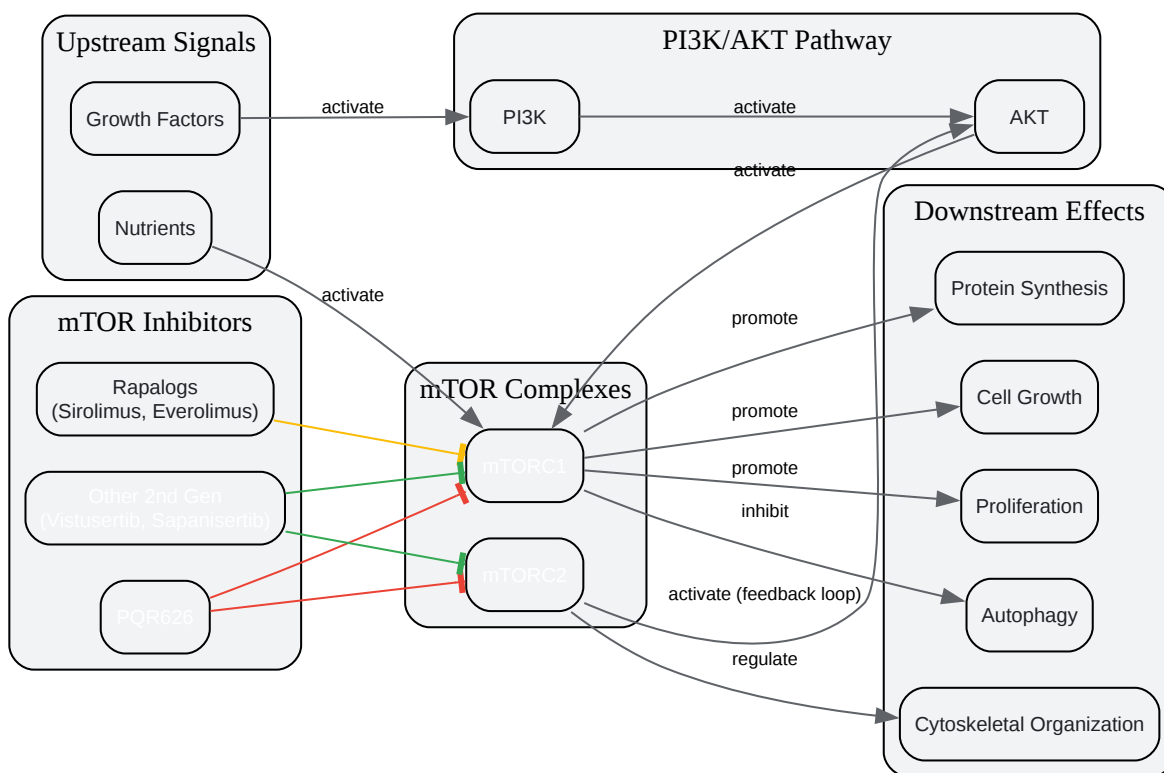 Upstream Signals
Growth Factors
Nutrients
activate
activate
PI3K/AKT Pathway
PI3K
activate
AKT
activate
mTOR Inhibitors
Rapalogs
(Sirolimus, Everolimus)
Other 2nd Gen
(Vistusertib, Sapanisertib)
PQR626
mTOR Complexes
mTORC1
mTORC2
promote
promote
promote
inhibit
activate (feedback loop)
regulate
Downstream Effects
Protein Synthesis
Cell Growth
Proliferation
Autophagy
Cytoskeletal Organization